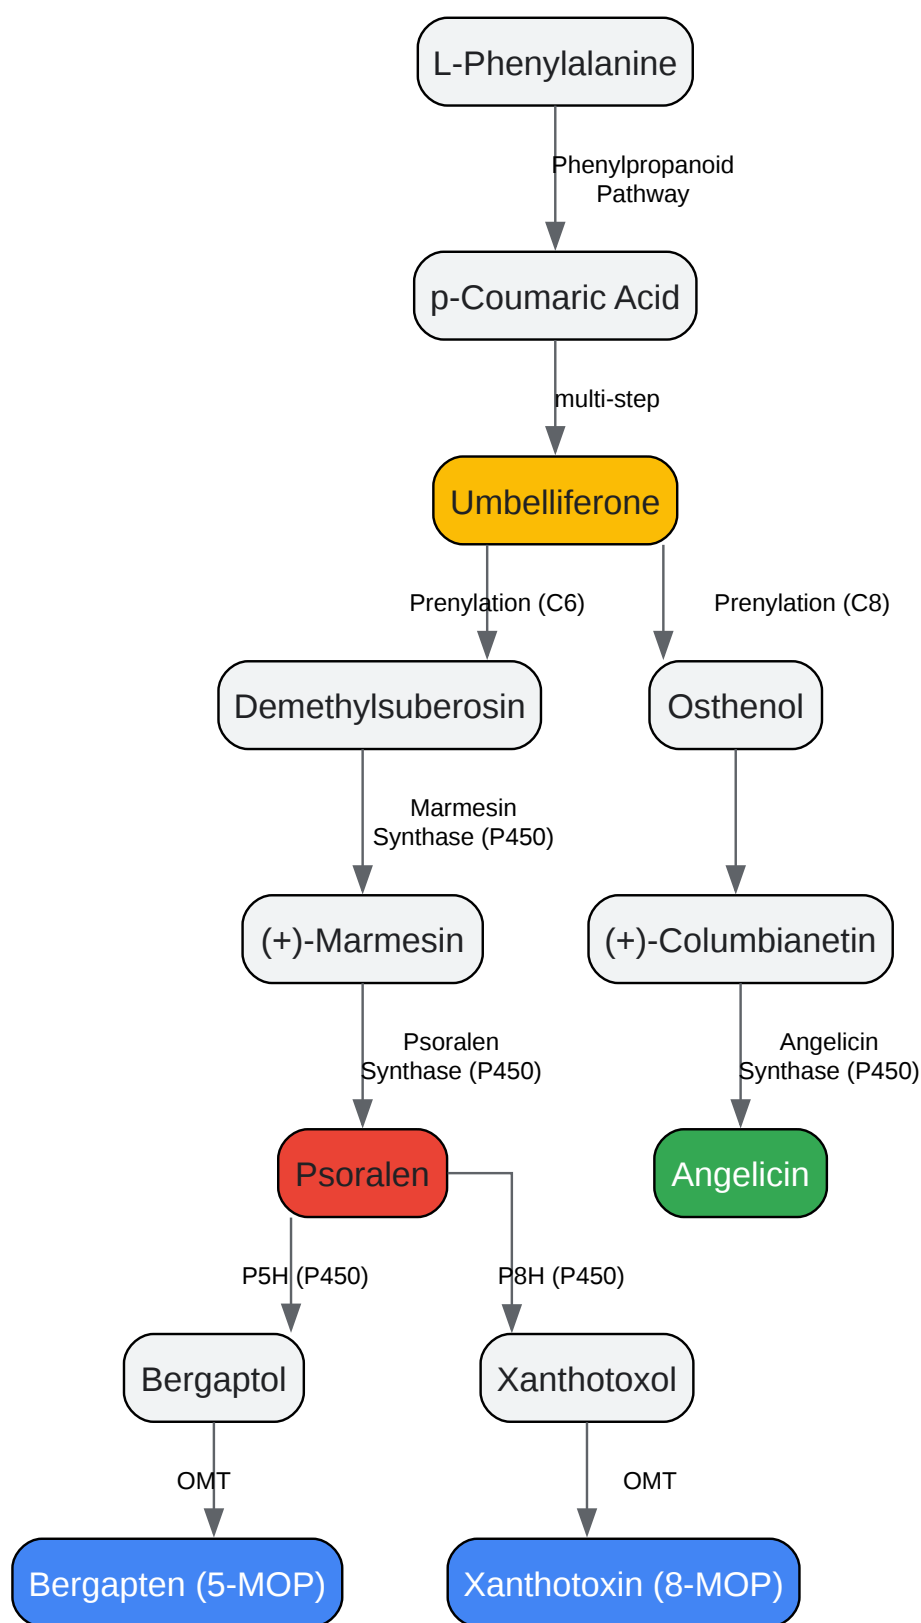 L-Phenylalanine
Phenylpropanoid
Pathway
p-Coumaric Acid
multi-step
Umbelliferone
Prenylation (C6)
Prenylation (C8)
Demethylsuberosin
Osthenol
Marmesin
Synthase (P450)
(+)-Marmesin
(+)-Columbianetin
Psoralen
Synthase (P450)
Angelicin
Synthase (P450)
Psoralen
Angelicin
P5H (P450)
P8H (P450)
Bergaptol
Xanthotoxol
OMT
OMT
Bergapten (5-MOP)
Xanthotoxin (8-MOP)